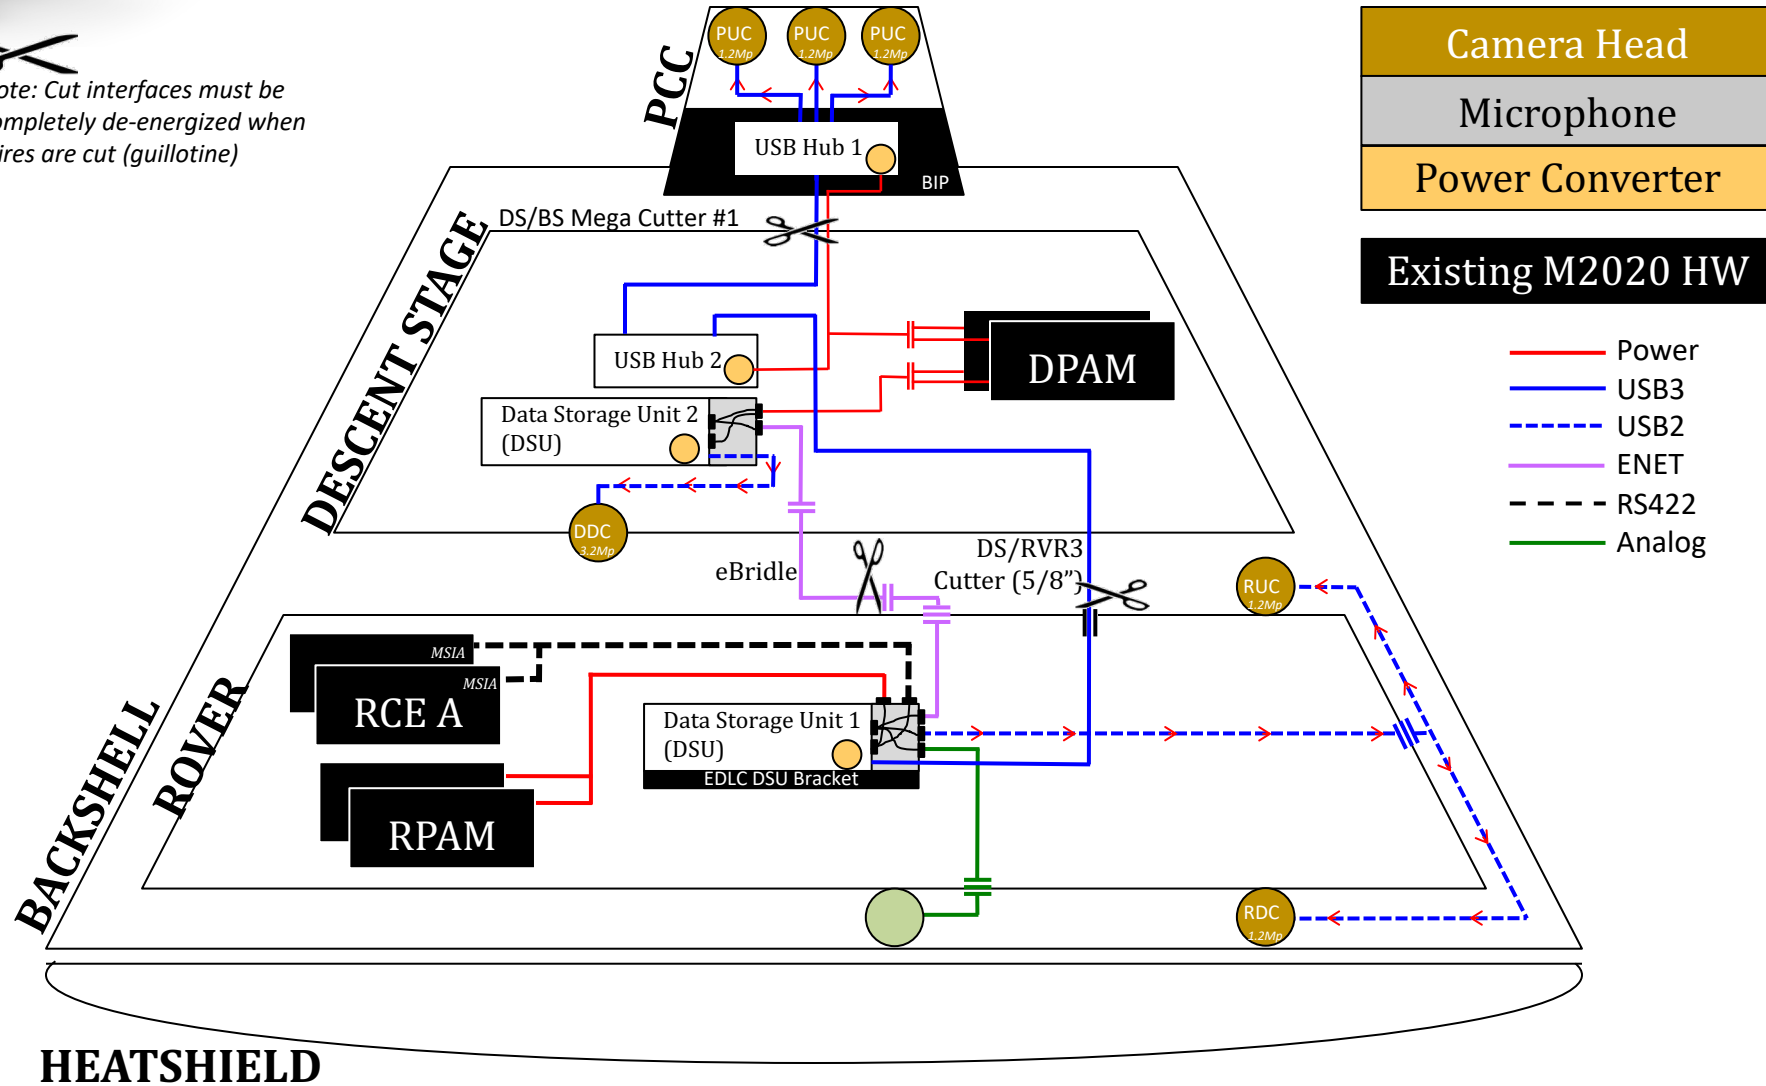 PUC
1.2Mp
PUC
1.2Mp
PUC
1.2Mp
PCC
USB Hub 1
BIP
ote: Cut interfaces must be
ompletely de-energized when
ires are cut (guillotine)
Camera Head
Microphone
Power Converter
Existing M2020 HW
Power
USB3
USB2
ENET
RS422
Analog
DS/BS Mega Cutter #1
DESCENT STAGE
USB Hub 2
DPAM
Data Storage Unit 2
(DSU)
DDC
3.2Mp
eBridle
DS/RVR3
Cutter (5/8”)
RUC
1.2Mp
BACKSHELL
ROVER
MSIA
MSIA
RCE A
RPAM
Data Storage Unit 1
(DSU)
EDLC DSU Bracket
RDC
1.2Mp
HEATSHIELD